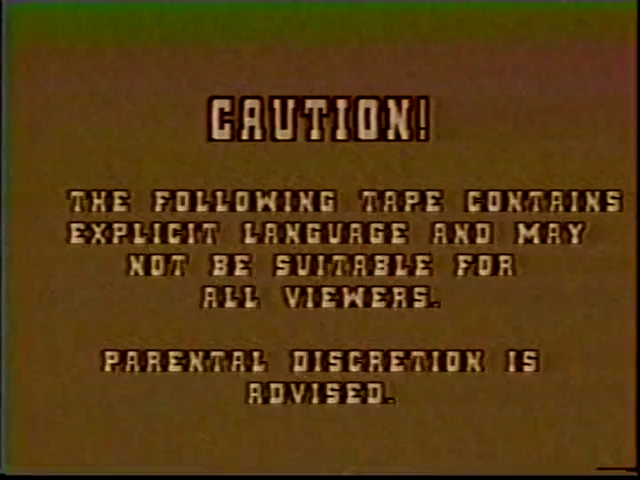 CAUTION!
THE FOLLOWING TAPE CONTAINS
EXPLICIT LANGUAGE AND MAY
NOT BE SUITABLE FOR
ALL VIEWERS.
PARENTAL DISCRETION IS
ADVISED.